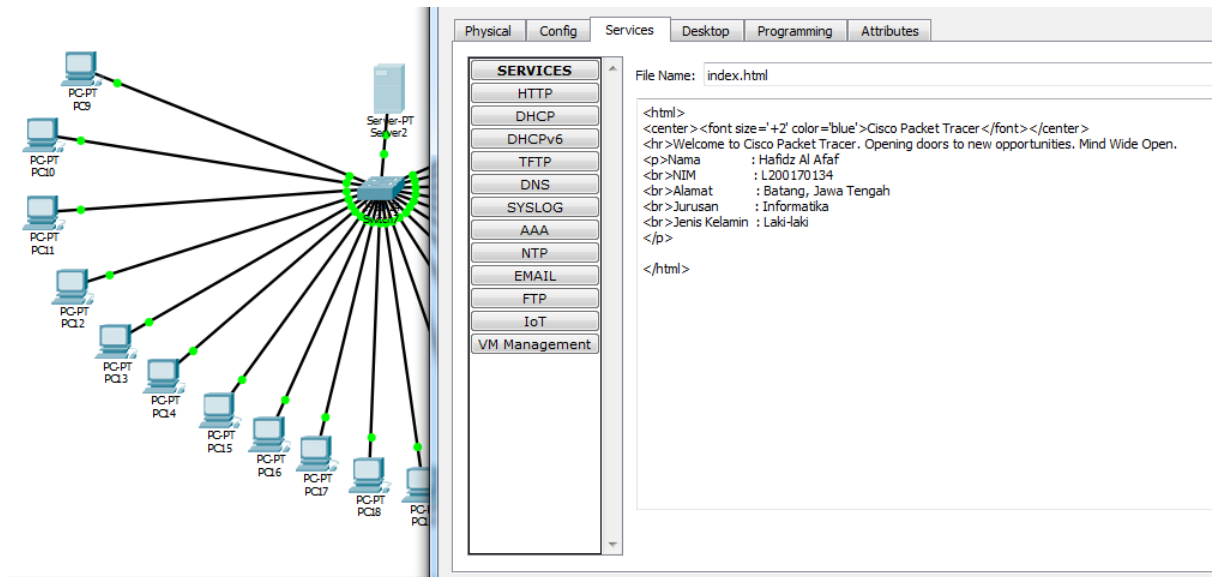 PC-PT
PC9
PC-PT
PC10
PC-PT
PC11
PC-PT
PC12
PC-PT
PC13
PC-PT
PC14
PC-PT
PC15
PC-PT
PC16
PC-PT
PC17
PC-PT
PC18
Server-PT
Server2
Physical Config Services Desktop Programming Attributes
SERVICES
HTTP
DHCP
DHCPv6
TFTP
DNS
SYSLOG
AAA
NTP
EMAIL
FTP
IoT
VM Management
File Name: index.html
<html>
<center><font size='+2' color='blue'>Cisco Packet Tracer</font></center>
<hr>Welcome to Cisco Packet Tracer. Opening doors to new opportunities. Mind Wide Open.
<p>Nama : Hafidz Al Afaf
<br>NIM : L200170134
<br>Alamat : Batang, Jawa Tengah
<br>Jurusan : Informatika
<br>Jenis Kelamin : Laki-laki
</p>
</html>